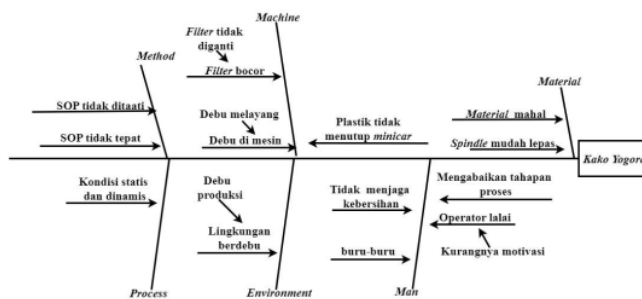 Machine
Filter tidak
diganti
Method
Filter bocor
Material
SOP tidak ditaati
Debu melayang
Plastik tidak
menutup minicar
Material mahal
SOP tidak tepat
Debu di mesin
Spindle mudah lepas
Kako Yogore
Kondisi statis
dan dinamis
Debu
produksi
Tidak menjaga
kebersihan
Mengabaikan tahapan
proses
Lingkungan
berdebu
Operator lalai
buru-buru
Kurangnya motivasi
Process
Environment
Man